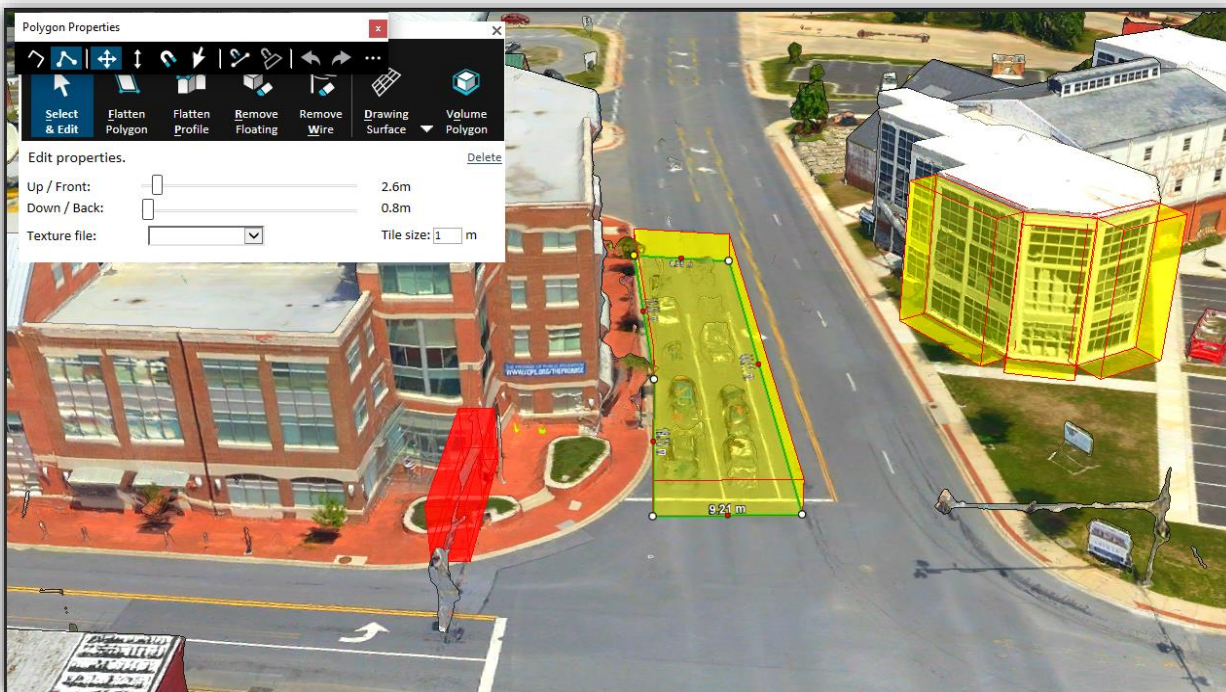 Polygon Properties
x
Select & Edit
Flatten Polygon
Flatten Profile
Remove Floating
Remove Wire
Drawing Surface
Volume Polygon
Edit properties.
Delete
Up / Front:
2.6m
Down / Back:
0.8m
Texture file:
Tile size: 1 m
9.21 m